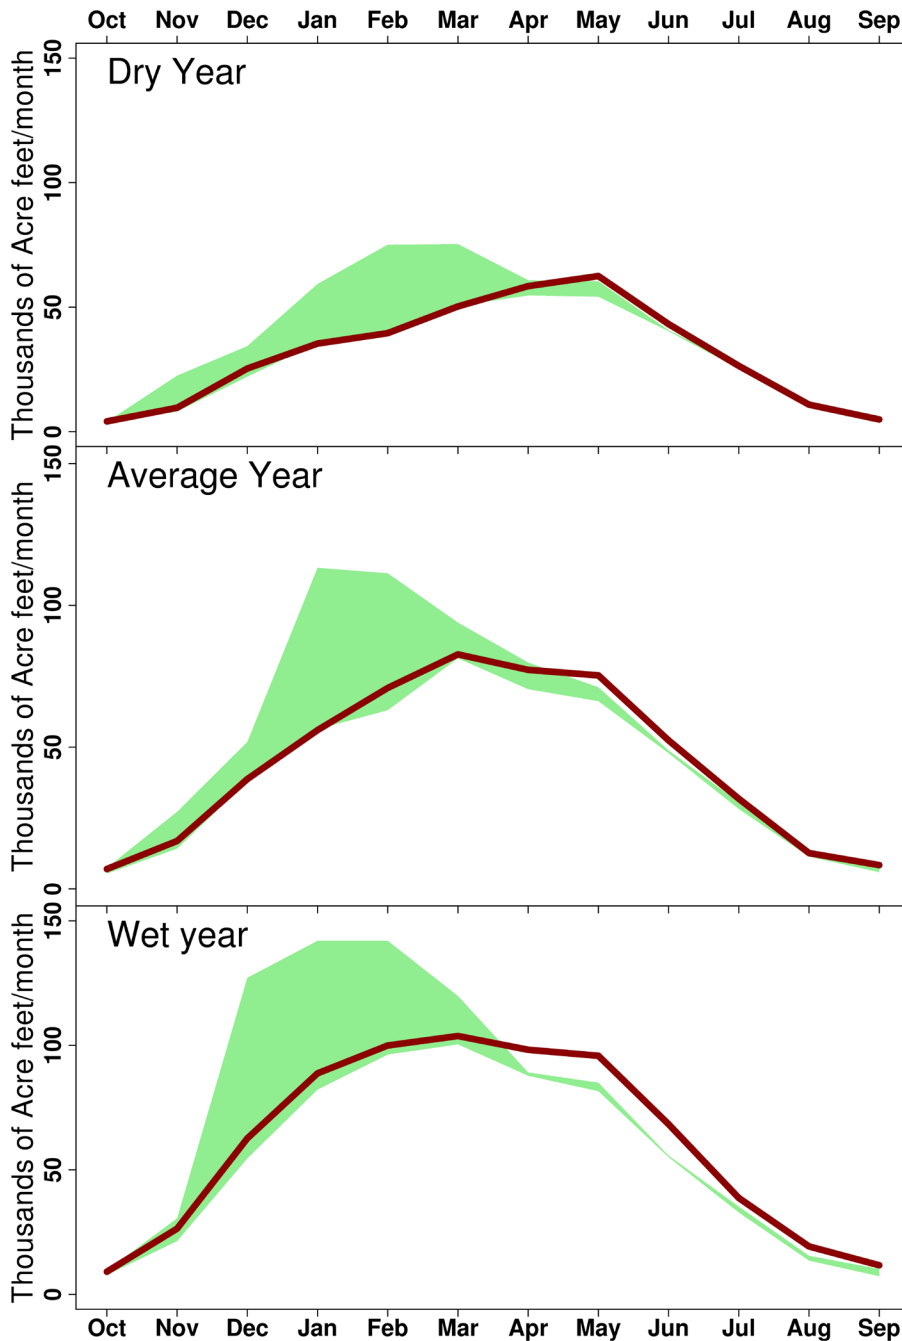 Oct Nov Dec Jan Feb Mar Apr May Jun Jul Aug Sep
Dry Year
Thousands of Acre feet/month
150
100
50
0
Average Year
Thousands of Acre feet/month
150
100
50
0
Wet year
Thousands of Acre feet/month
150
100
50
0
Oct Nov Dec Jan Feb Mar Apr May Jun Jul Aug Sep